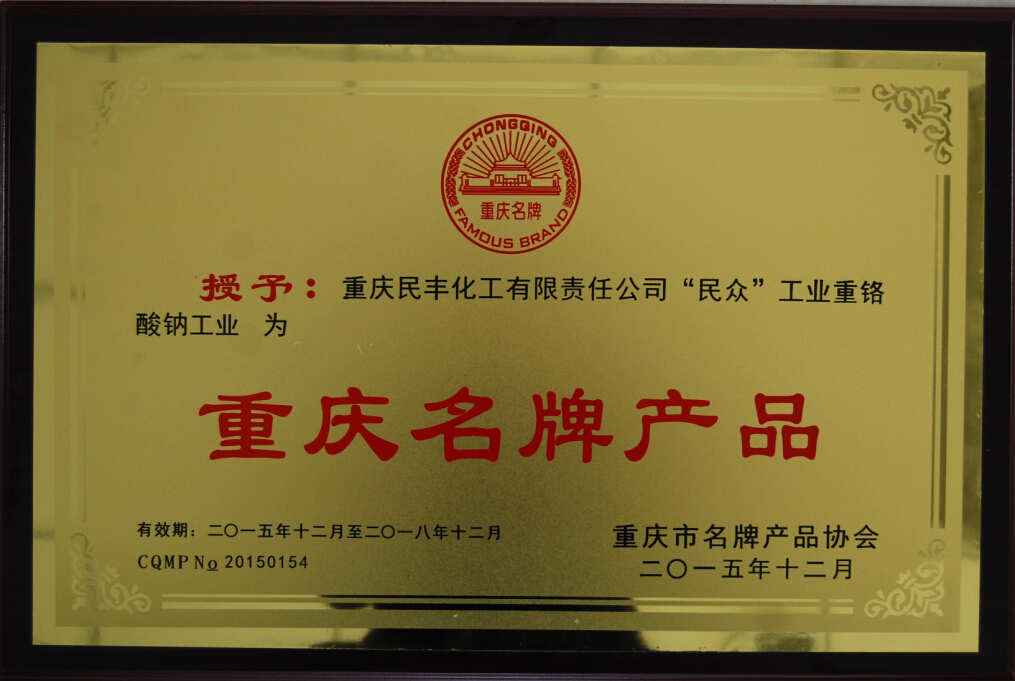 CHONGQING
重庆名牌
FAMOUS BRAND
授予：重庆民丰化工有限责任公司“民众”工业重铬
酸钠工业 为
重庆名牌产品
有效期：二〇一五年十二月至二〇一八年十二月
CQMP No 20150154
重庆市名牌产品协会
二〇一五年十二月